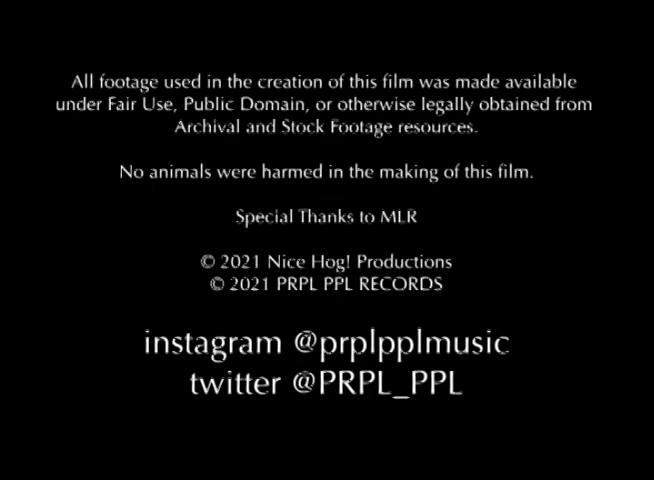 All footage used in the creation of this film was made available
under Fair Use, Public Domain, or otherwise legally obtained from
Archival and Stock Footage resources.
No animals were harmed in the making of this film.
Special Thanks to MLR
© 2021 Nice Hog! Productions
© 2021 PRPL PPL RECORDS
instagram @prplpplmusic
twitter @PRPL_PPL